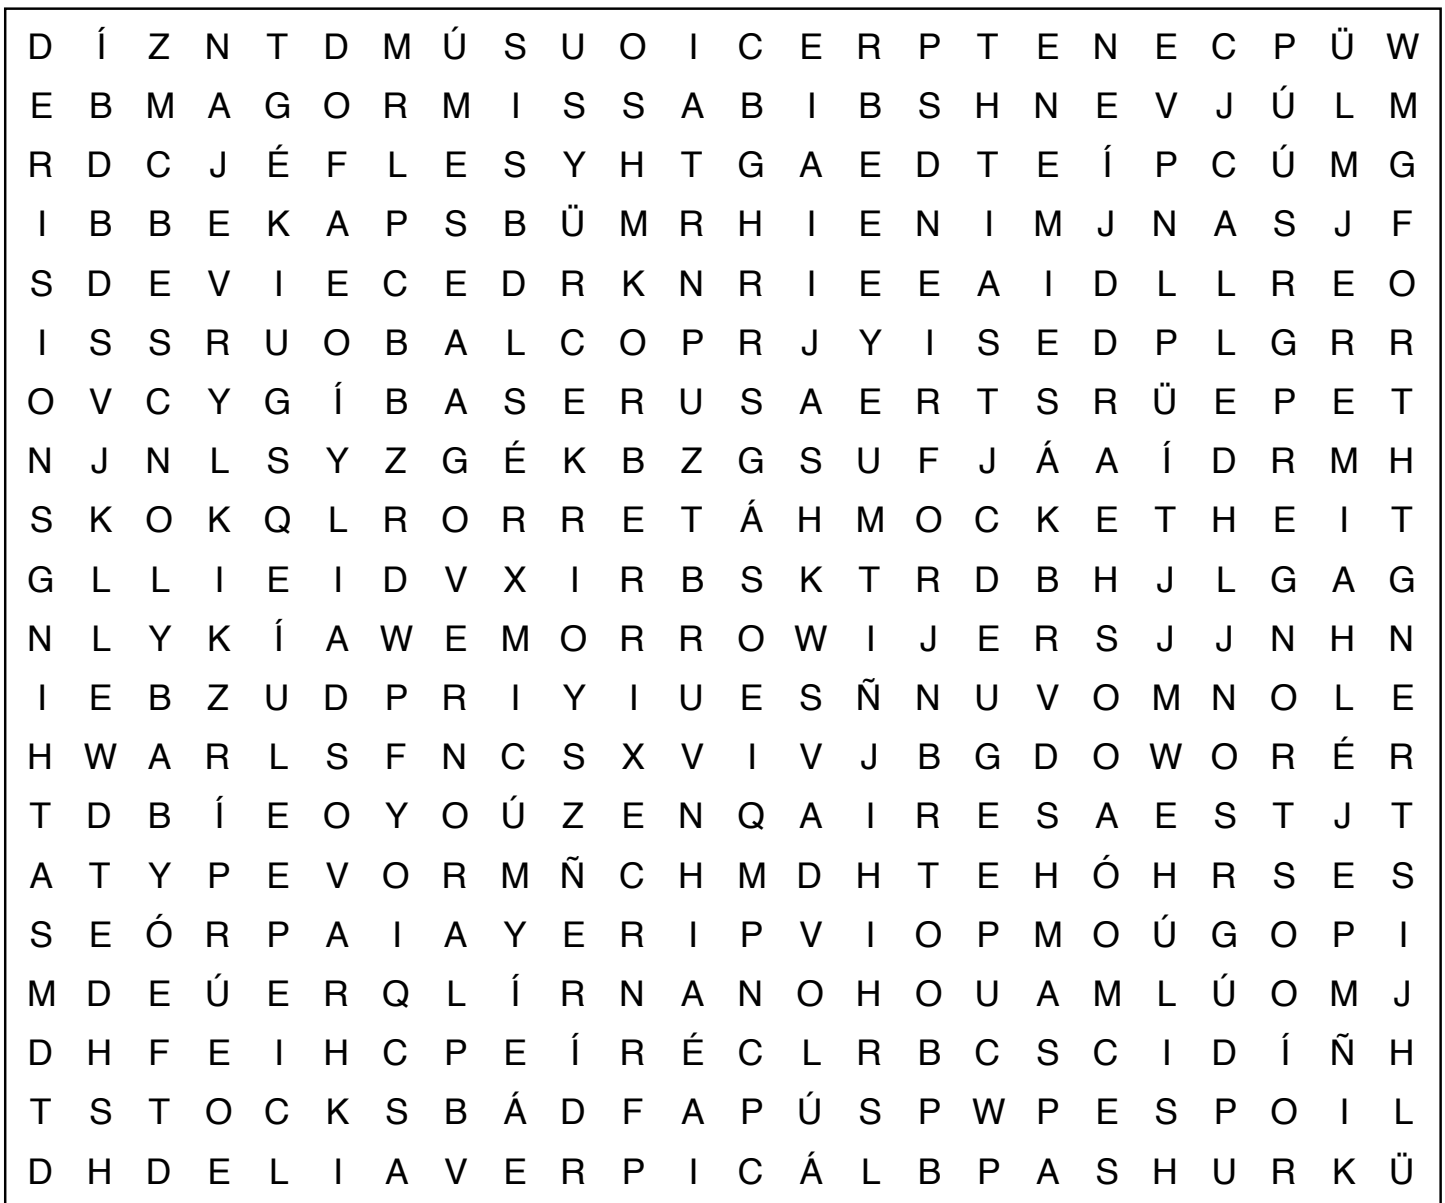 D Í Z N T D M Ú S U O I C E R P T E N E C P Ü W
E B M A G O R M I S S A B I B S H N E V J Ú L M
R D C J É F L E S Y H T G A E D T E Í P C Ú M G
I B B E K A P S B Ü M R H I E N I M J N A S J F
S D E V I E C E D R K N R I E E A I D L L R E O
I S S R U O B A L C O P R J Y I S E D P L G R R
O V C Y G Í B A S E R U S A E R T S R Ü E P E T
N J N L S Y Z G É K B Z G S U F J Á A Í D R M H
S K O K Q L R O R R E T Á H M O C K E T H E I T
G L L I E I D V X I R B S K T R D B H J L G A G
N L Y K Í A W E M O R R O W I J E R S J J N H N
I E B Z U D P R I Y I U E S Ñ N U V O M N O L E
H W A R L S F N C S X V I V J B G D O W O R É R
T D B Í E O Y O Ú Z E N Q A I R E S A E S T J T
A T Y P E V O R M Ñ C H M D H T E H Ó H R S E S
S E Ó R P A I A Y E R I P V I O P M O Ú G O P I
M D E Ú E R Q L Í R N A N O H O U A M L Ú O M J
D H F E I H C P E Í R É C L R B C S C I D Í Ñ H
T S T O C K S B Á D F A P Ú S P W P E S P O I L
D H D E L I A V E R P I C Á L B P A S H U R K Ü